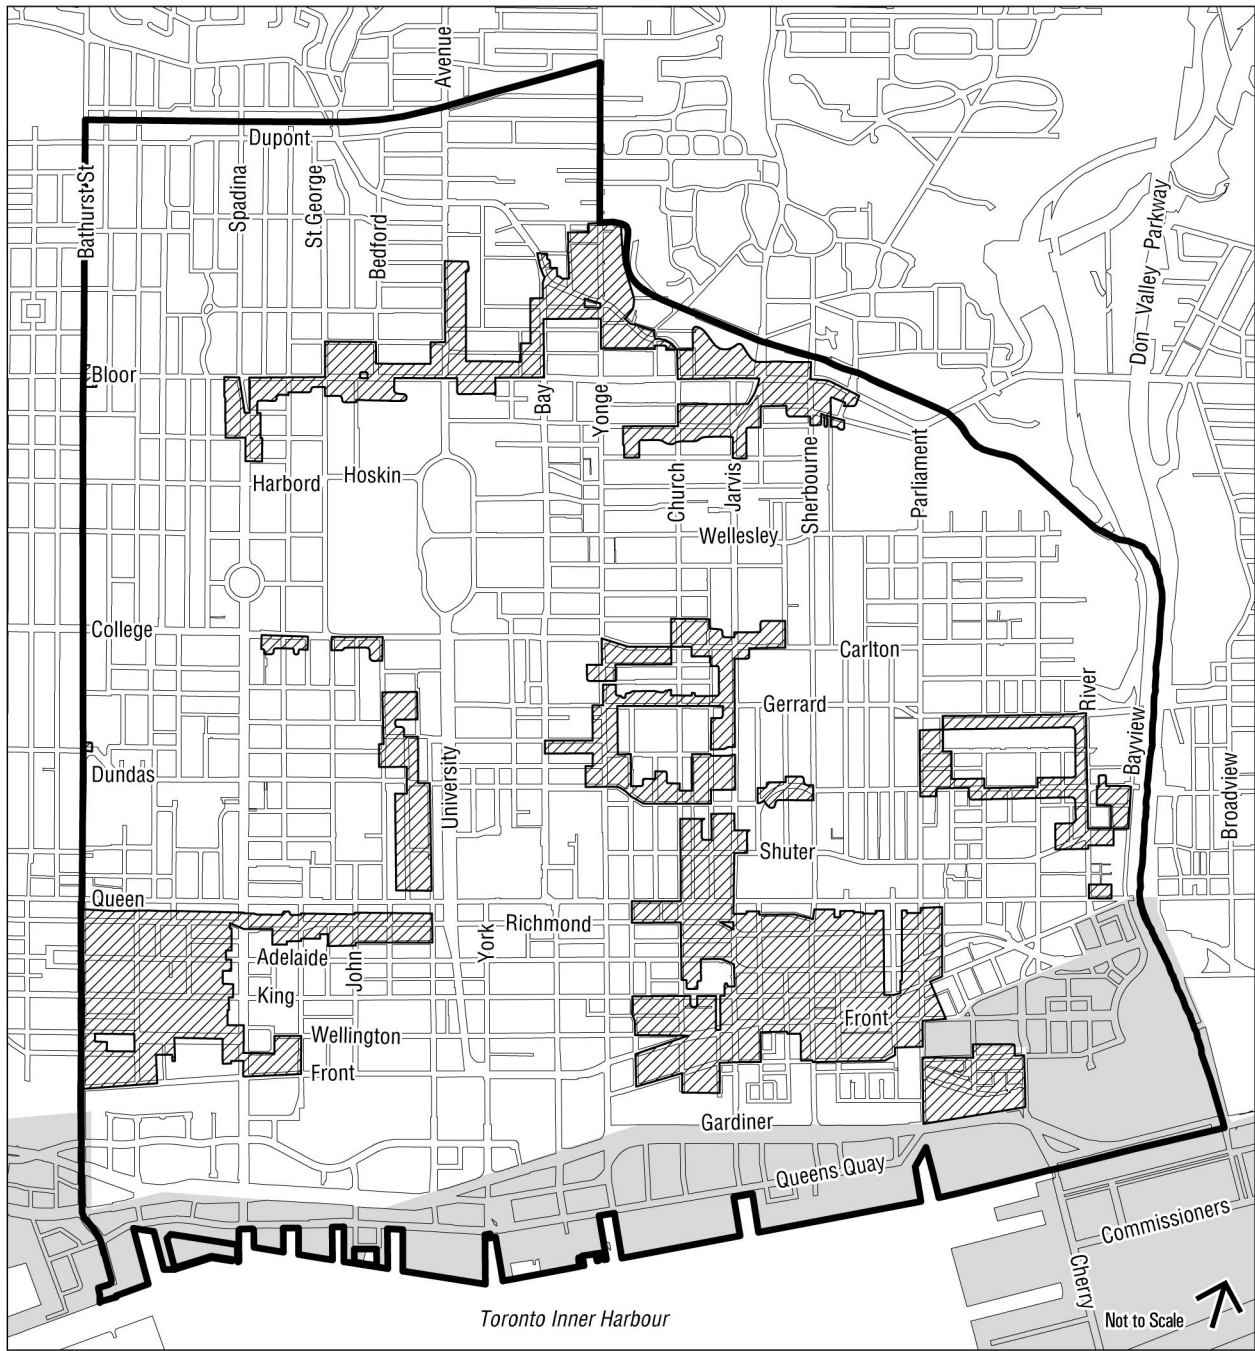 Avenue
Dupont
Bathurst St
Spadina
St.George
Bedford
Don Valley Parkway
Bloor
Bay
Yonge
Harbord
Hoskin
Church
Jarvis
Sherbourne
Parliament
Wellesley
College
Carlton
Gerrard
River
Bayview
Dundas
University
Broadview
Shuter
Queen
Richmond
York
Adelaide
John
King
Front
Wellington
Front
Gardiner
Queens Quay
Commissioners
Cherry
Toronto Inner Harbour
Not to Scale